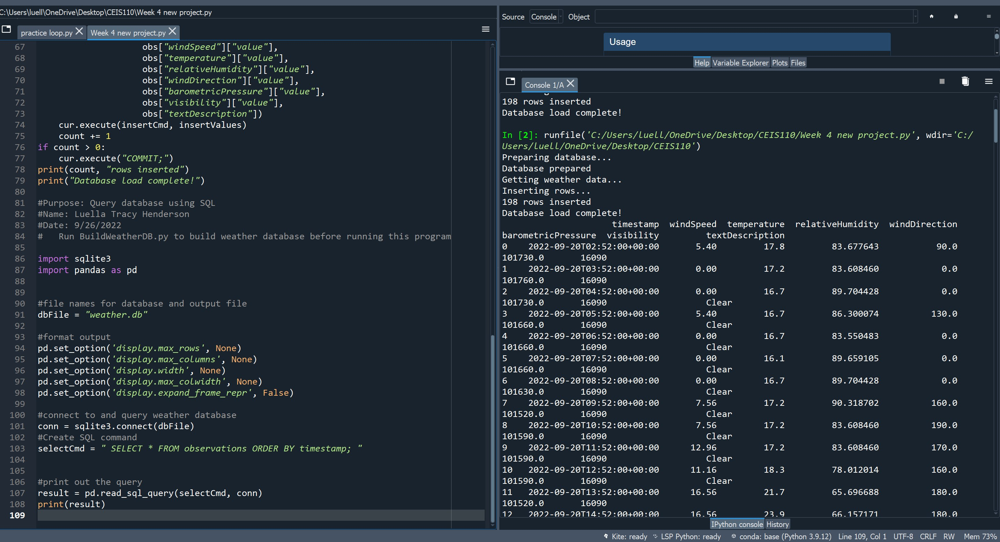 C:\Users\luell\OneDrive\Desktop\CEIS110\Week 4 new project.py
practice loop.py
Week 4 new project.py
67 obs["windSpeed"]["value"],
68 obs["temperature"]["value"],
69 obs["relativeHumidity"]["value"],
70 obs["windDirection"]["value"],
71 obs["barometricPressure"]["value"],
72 obs["visibility"]["value"],
73 obs["textDescription"])
74 cur.execute(insertCmd, insertValues)
75 count += 1
76 if count > 0:
77 cur.execute("COMMIT;")
78 print(count, "rows inserted")
79 print("Database load complete!")
80
81 #Purpose: Query database using SQL
82 #Name: Luella Tracy Henderson
83 #Date: 9/26/2022
84 #   Run BuildWeatherDB.py to build weather database before running this program
85
86 import sqlite3
87 import pandas as pd
88
89
90 #file names for database and output file
91 dbFile = "weather.db"
92
93 #format output
94 pd.set_option('display.max_rows', None)
95 pd.set_option('display.max_columns', None)
96 pd.set_option('display.width', None)
97 pd.set_option('display.max_colwidth', None)
98 pd.set_option('display.expand_frame_repr', False)
99
100 #connect to and query weather database
101 conn = sqlite3.connect(dbFile)
102 #Create SQL command
103 selectCmd = " SELECT * FROM observations ORDER BY timestamp; "
104
105
106 #print out the query
107 result = pd.read_sql_query(selectCmd, conn)
108 print(result)
109
Source Console Object
Usage
Help Variable Explorer Plots Files
Console 1/A
198 rows inserted
Database load complete!
In [2]: runfile('C:/Users/luell/OneDrive/Desktop/CEIS110/Week 4 new project.py', wdir='C:/
Users/luell/OneDrive/Desktop/CEIS110')
Preparing database...
Database prepared
Getting weather data...
Inserting rows...
198 rows inserted
Database load complete!
timestamp windSpeed temperature relativeHumidity windDirection
barometricPressure visibility textDescription
0 2022-09-20T02:52:00+00:00 5.40 17.8 83.677643 90.0
101730.0 16090
1 2022-09-20T03:52:00+00:00 0.00 17.2 83.608460 0.0
101760.0 16090
2 2022-09-20T04:52:00+00:00 0.00 16.7 89.704428 0.0
101730.0 16090 Clear
3 2022-09-20T05:52:00+00:00 5.40 16.7 86.300074 130.0
101660.0 16090 Clear
4 2022-09-20T06:52:00+00:00 0.00 16.7 83.550483 0.0
101660.0 16090 Clear
5 2022-09-20T07:52:00+00:00 0.00 16.1 89.659105 0.0
101660.0 16090 Clear
6 2022-09-20T08:52:00+00:00 0.00 16.7 89.704428 0.0
101630.0 16090 Clear
7 2022-09-20T09:52:00+00:00 7.56 17.2 90.318702 160.0
101520.0 16090 Clear
8 2022-09-20T10:52:00+00:00 7.56 17.2 83.608460 190.0
101590.0 16090 Clear
9 2022-09-20T11:52:00+00:00 12.96 17.2 83.608460 170.0
101590.0 16090 Clear
10 2022-09-20T12:52:00+00:00 11.16 18.3 78.012014 160.0
101590.0 16090 Clear
11 2022-09-20T13:52:00+00:00 16.56 21.7 65.696688 180.0
101520.0 16090
12 2022-09-20T14:52:00+00:00 16.56 23.9 66.157171 180.0
IPython console History
Kite: ready LSP Python: ready conda: base (Python 3.9.12) Line 109, Col 1 UTF-8 CRLF RW Mem 73%